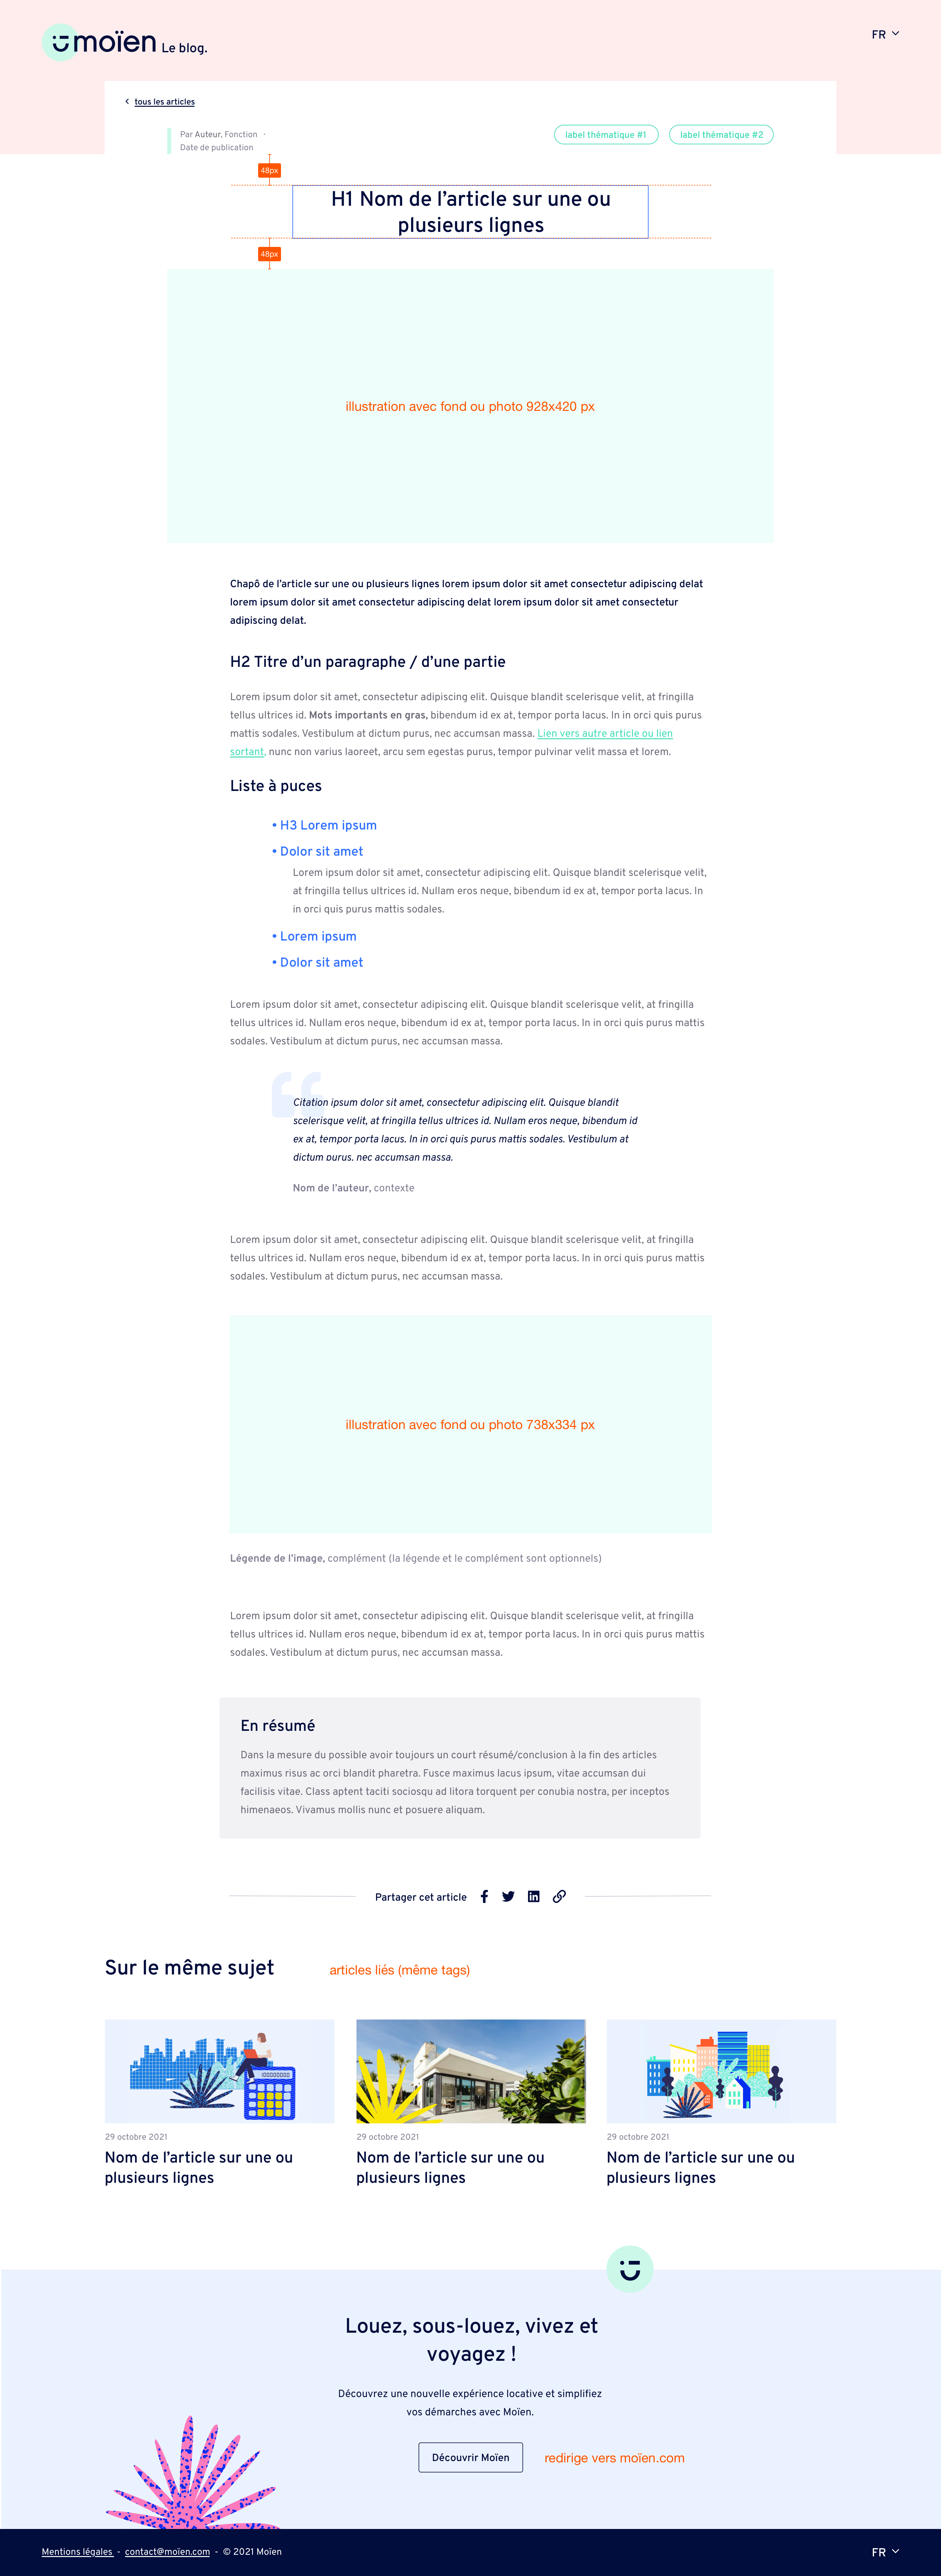 moïen Le blog.
FR
tous les articles
Par Auteur, Fonction ·
Date de publication
label thématique #1
label thématique #2
48px
H1 Nom de l’article sur une ou
plusieurs lignes
48px
illustration avec fond ou photo 928x420 px
Chapô de l’article sur une ou plusieurs lignes lorem ipsum dolor sit amet consectetur adipiscing delat
lorem ipsum dolor sit amet consectetur adipiscing delat lorem ipsum dolor sit amet consectetur
adipiscing delat.
H2 Titre d’un paragraphe / d’une partie
Lorem ipsum dolor sit amet, consectetur adipiscing elit. Quisque blandit scelerisque velit, at fringilla
tellus ultrices id. Mots importants en gras, bibendum id ex at, tempor porta lacus. In in orci quis purus
mattis sodales. Vestibulum at dictum purus, nec accumsan massa. Lien vers autre article ou lien
sortant, nunc non varius laoreet, arcu sem egestas purus, tempor pulvinar velit massa et lorem.
Liste à puces
• H3 Lorem ipsum
• Dolor sit amet
Lorem ipsum dolor sit amet, consectetur adipiscing elit. Quisque blandit scelerisque velit,
at fringilla tellus ultrices id. Nullam eros neque, bibendum id ex at, tempor porta lacus. In
in orci quis purus mattis sodales.
• Lorem ipsum
• Dolor sit amet
Lorem ipsum dolor sit amet, consectetur adipiscing elit. Quisque blandit scelerisque velit, at fringilla
tellus ultrices id. Nullam eros neque, bibendum id ex at, tempor porta lacus. In in orci quis purus mattis
sodales. Vestibulum at dictum purus, nec accumsan massa.
“
Citation ipsum dolor sit amet, consectetur adipiscing elit. Quisque blandit
scelerisque velit, at fringilla tellus ultrices id. Nullam eros neque, bibendum id
ex at, tempor porta lacus. In in orci quis purus mattis sodales. Vestibulum at
dictum purus, nec accumsan massa.
Nom de l’auteur, contexte
Lorem ipsum dolor sit amet, consectetur adipiscing elit. Quisque blandit scelerisque velit, at fringilla
tellus ultrices id. Nullam eros neque, bibendum id ex at, tempor porta lacus. In in orci quis purus mattis
sodales. Vestibulum at dictum purus, nec accumsan massa.
illustration avec fond ou photo 738x334 px
Légende de l’image, complément (la légende et le complément sont optionnels)
Lorem ipsum dolor sit amet, consectetur adipiscing elit. Quisque blandit scelerisque velit, at fringilla
tellus ultrices id. Nullam eros neque, bibendum id ex at, tempor porta lacus. In in orci quis purus mattis
sodales. Vestibulum at dictum purus, nec accumsan massa.
En résumé
Dans la mesure du possible avoir toujours un court résumé/conclusion à la fin des articles
maximus risus ac orci blandit pharetra. Fusce maximus lacus ipsum, vitae accumsan dui
facilisis vitae. Class aptent taciti sociosqu ad litora torquent per conubia nostra, per inceptos
himenaeos. Vivamus mollis nunc et posuere aliquam.
Partager cet article
Sur le même sujet
articles liés (même tags)
29 octobre 2021
Nom de l’article sur une ou
plusieurs lignes
29 octobre 2021
Nom de l’article sur une ou
plusieurs lignes
29 octobre 2021
Nom de l’article sur une ou
plusieurs lignes
Louez, sous-louez, vivez et
voyagez !
Découvrez une nouvelle expérience locative et simplifiez
vos démarches avec Moïen.
Découvrir Moïen
redirige vers moïen.com
Mentions légales - contact@moïen.com - © 2021 Moïen
FR